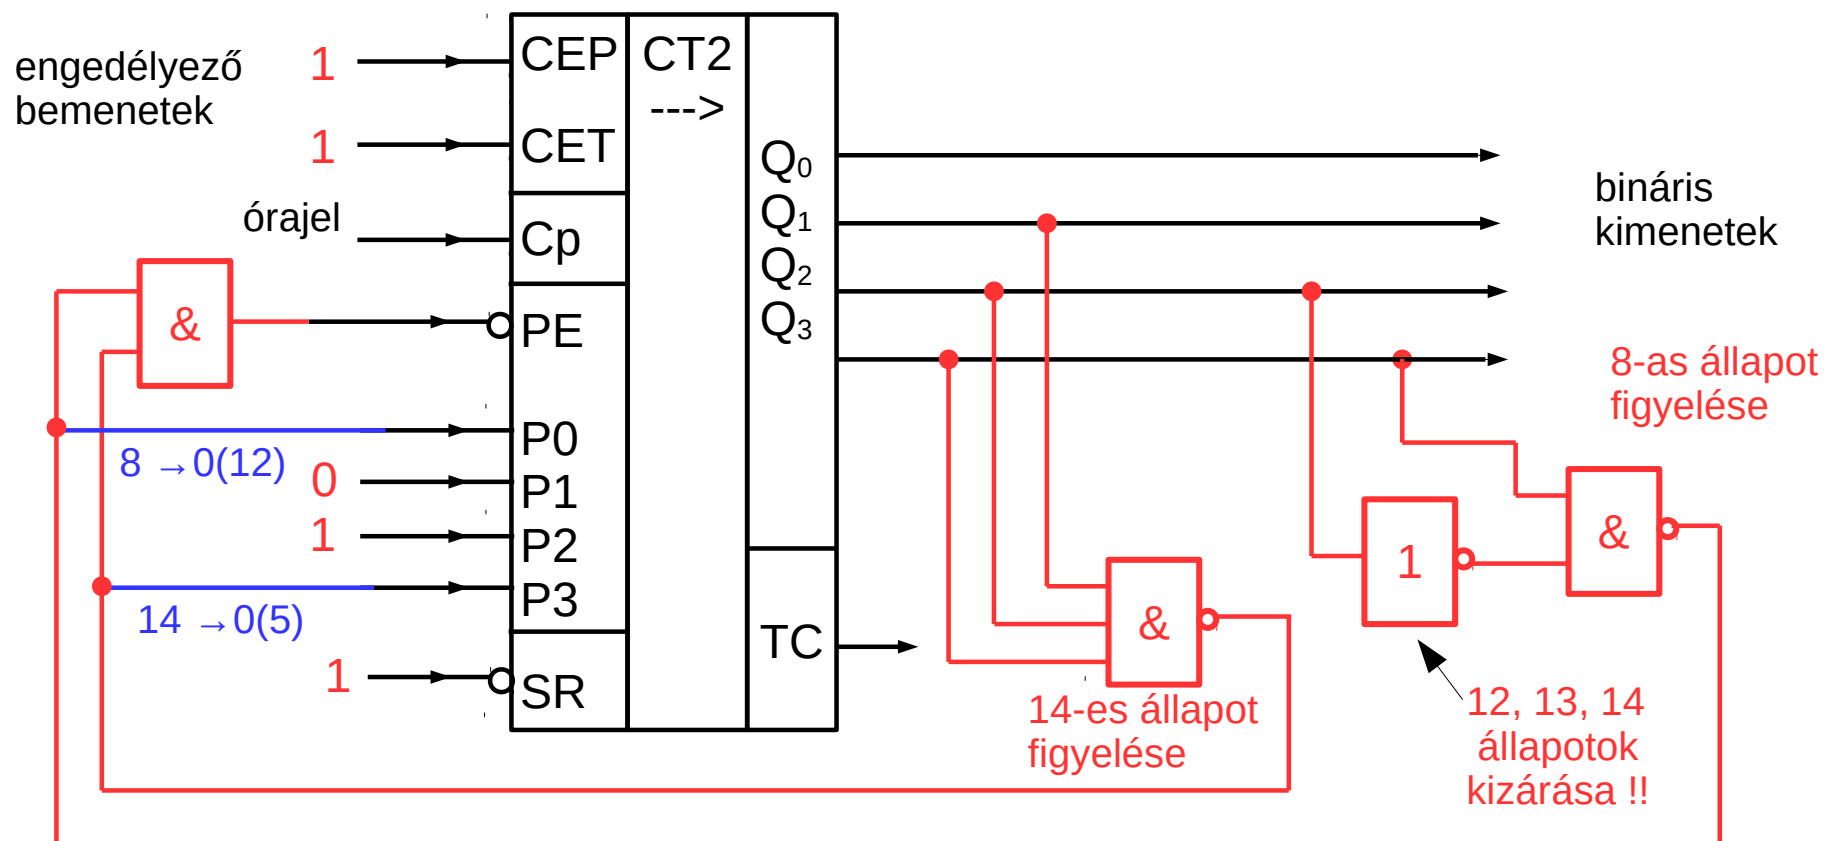 engedélyező
bemenetek
1
1
órajel
CEP
CET
Cp
PE
P0
P1
P2
P3
SR
CT2
--->
Q0
Q1
Q2
Q3
TC
bináris
kimenetek
&
8 →0(12)
0
1
14 →0(5)
1
&
14-es állapot
figyelése
1
&
8-as állapot
figyelése
12, 13, 14
állapotok
kizárása !!